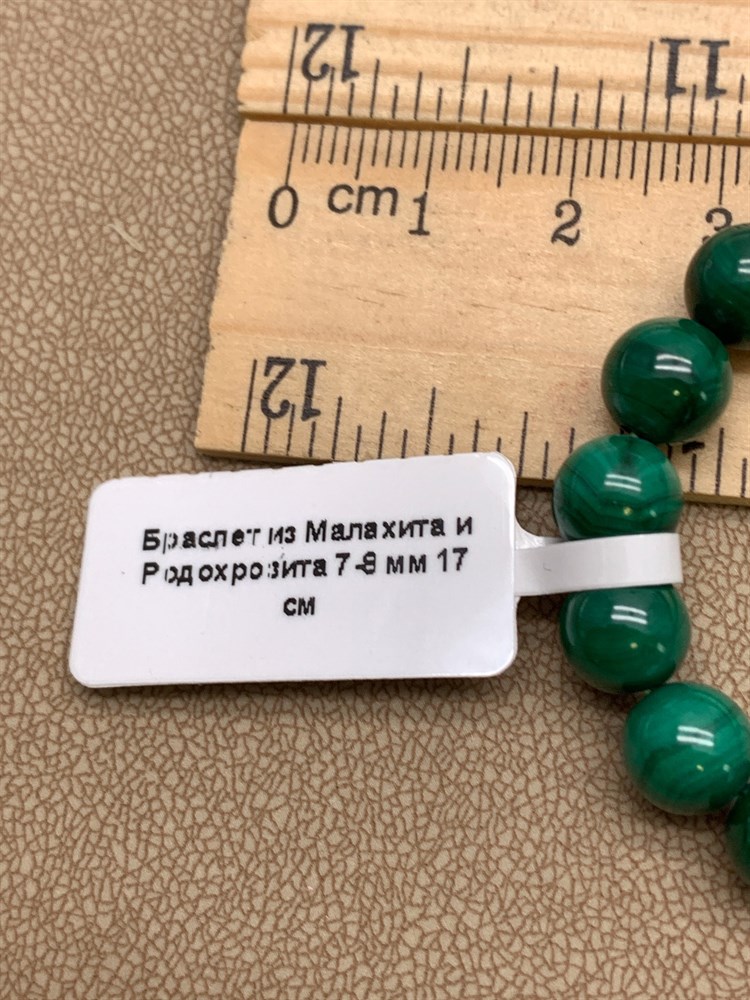 12 11
0 cm 1 2 3
12
Браслет из Малахита и
Родохрозита 7-8 мм 17
см